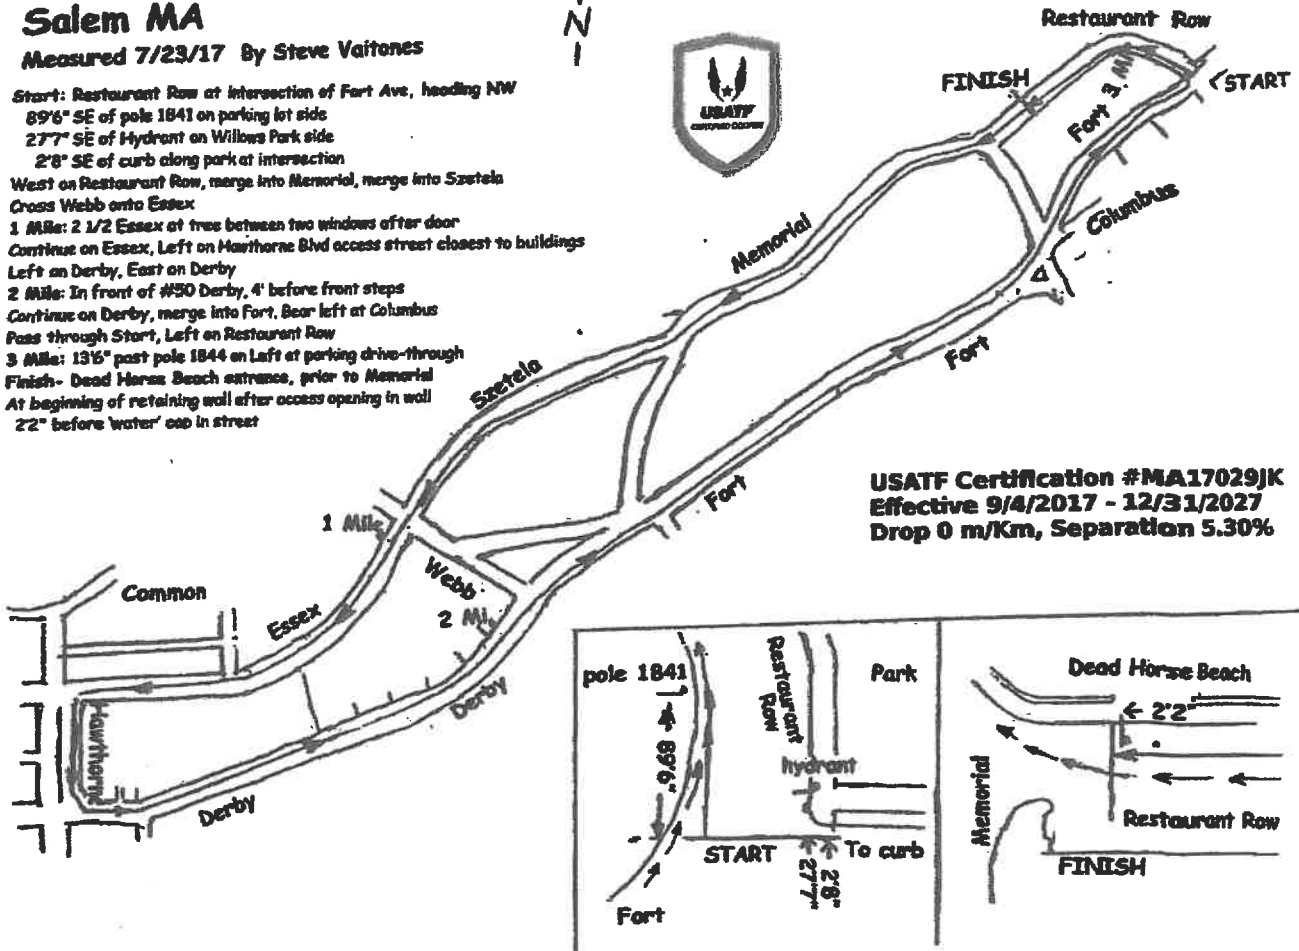 Salem MA
Measured 7/23/17 By Steve Vaitones
Start: Restaurant Row at intersection of Fort Ave, heading NW
89'6" SE of pole 1841 on parking lot side
27'7" SE of Hydrant on Willows Park side
2'8" SE of curb along park at intersection
West on Restaurant Row, merge into Memorial, merge into Szetela
Cross Webb onto Essex
1 Mile: 2 1/2 Essex at tree between two windows after door
Continue on Essex, Left on Hawthorne Blvd access street closest to buildings
Left on Derby, East on Derby
2 Mile: In front of #50 Derby, 4' before front steps
Continue on Derby, merge into Fort, Bear left at Columbus
Pass through Start, Left on Restaurant Row
3 Mile: 13'6" past pole 1844 on Left at parking drive-through
Finish- Dead Horse Beach entrance, prior to Memorial
At beginning of retaining wall after access opening in wall
2'2" before 'water' cap in street
N
USATF
CERTIFIED COURSE
Restaurant Row
FINISH
START
3 Mi
Fort
Columbus
Memorial
Szetela
Fort
Fort
1 Mile
Webb
2 Mi
Common
Essex
Hawthorne
Derby
Derby
USATF Certification #MA17029JK
Effective 9/4/2017 - 12/31/2027
Drop 0 m/Km, Separation 5.30%
pole 1841
89'6"
Restaurant Row
Park
hydrant
START
To curb
27'7"
2'8"
Fort
Dead Horse Beach
2'2"
Memorial
Restaurant Row
FINISH